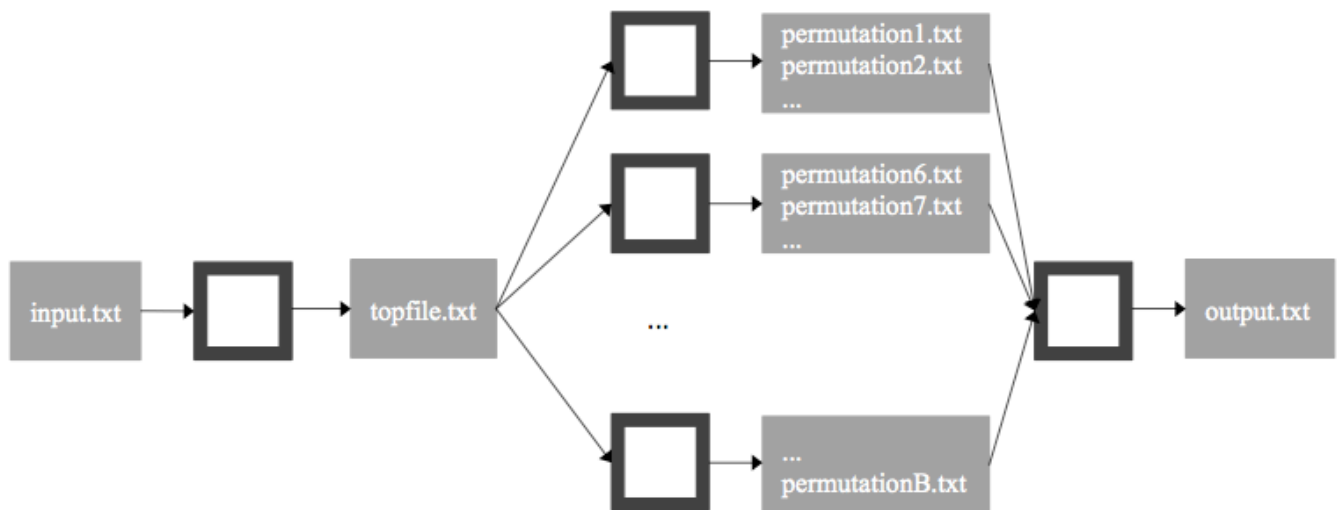 input.txt
topfile.txt
permutation1.txt
permutation2.txt
...
permutation6.txt
permutation7.txt
...
...
...
permutationB.txt
output.txt